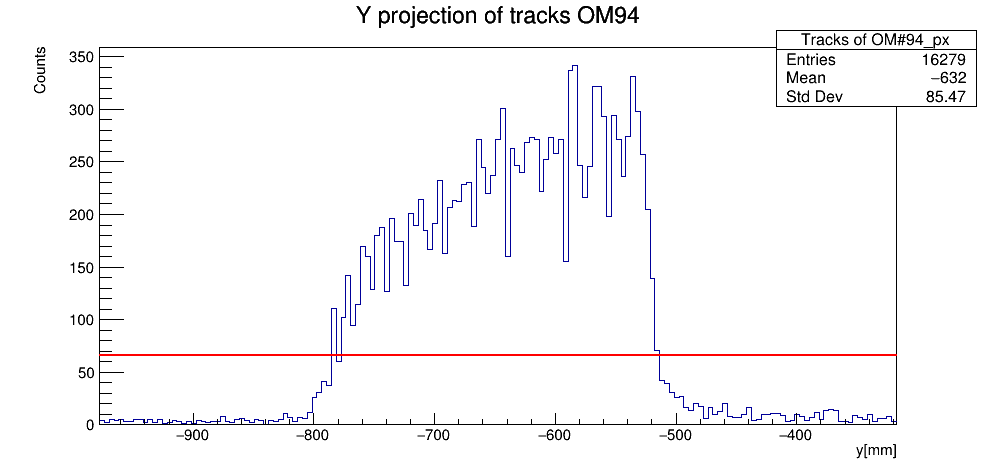 Y projection of tracks OM94
Tracks of OM#94_px
Entries 16279
Mean −632
Std Dev 85.47
Counts
350
300
250
200
150
100
50
0
−900 −800 −700 −600 −500 −400
y[mm]